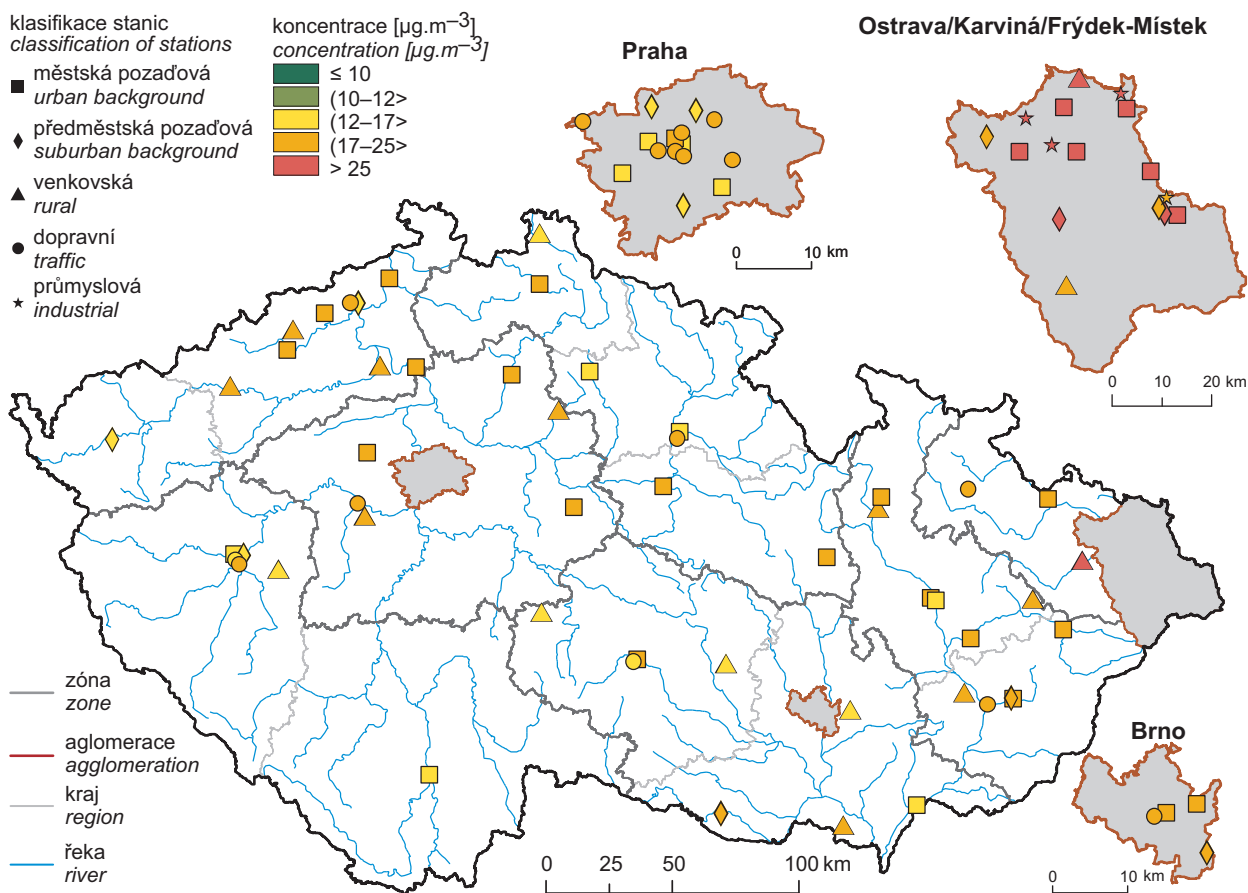 klasifikace stanic
classification of stations
městská pozaďová
urban background
předměstská pozaďová
suburban background
venkovská
rural
dopravní
traffic
průmyslová
industrial
koncentrace [µg.m⁻³]
concentration [µg.m⁻³]
≤ 10
(10–12>
(12–17>
(17–25>
> 25
Praha
0 10 km
Ostrava/Karviná/Frýdek-Místek
0 10 20 km
zóna
zone
aglomerace
agglomeration
kraj
region
řeka
river
0 25 50 100 km
Brno
0 10 km